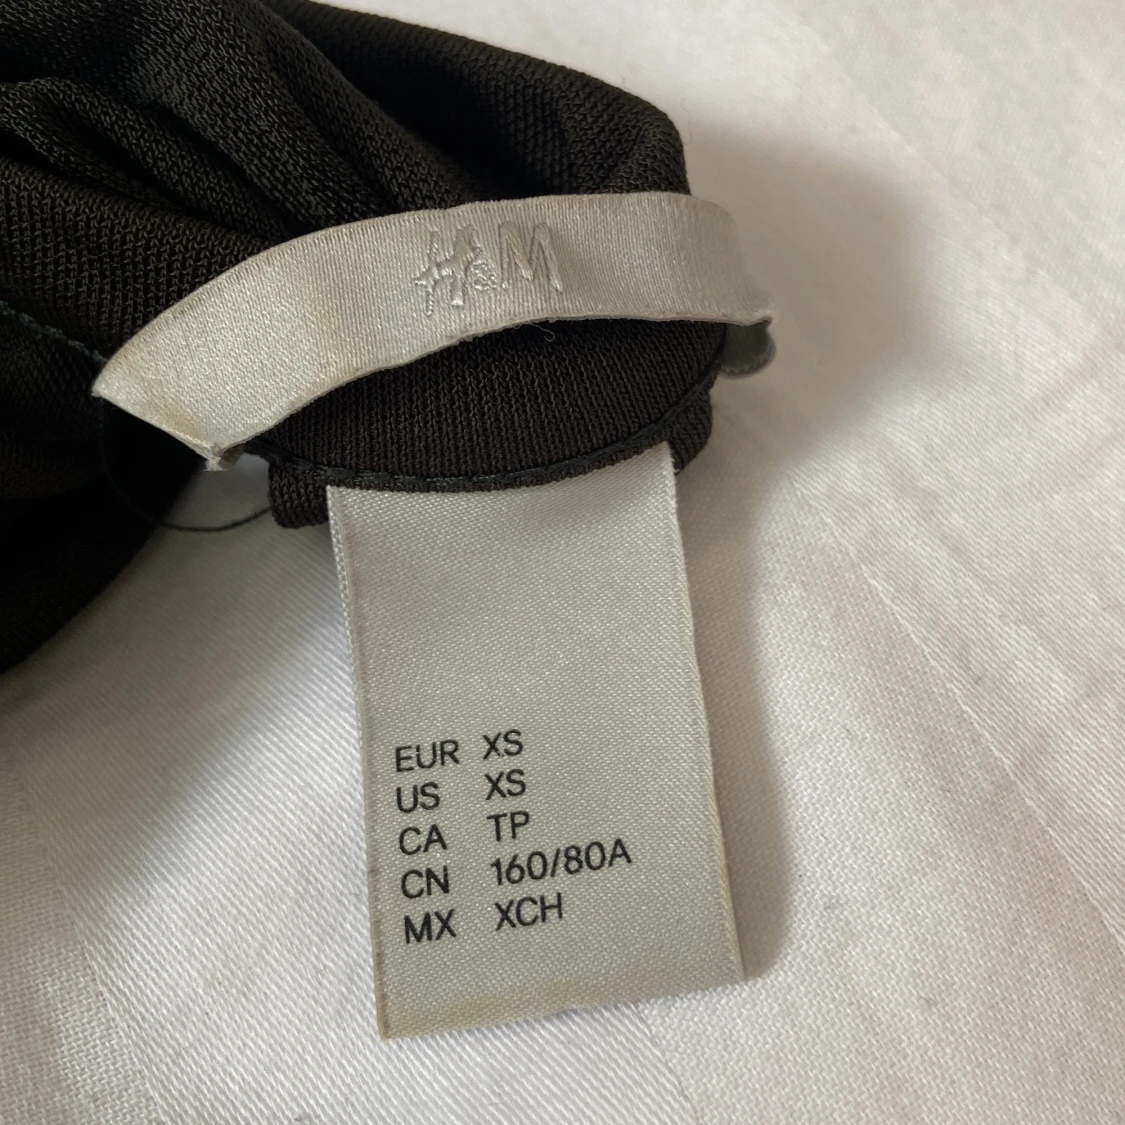 H&M
EUR XS
US XS
CA TP
CN 160/80A
MX XCH